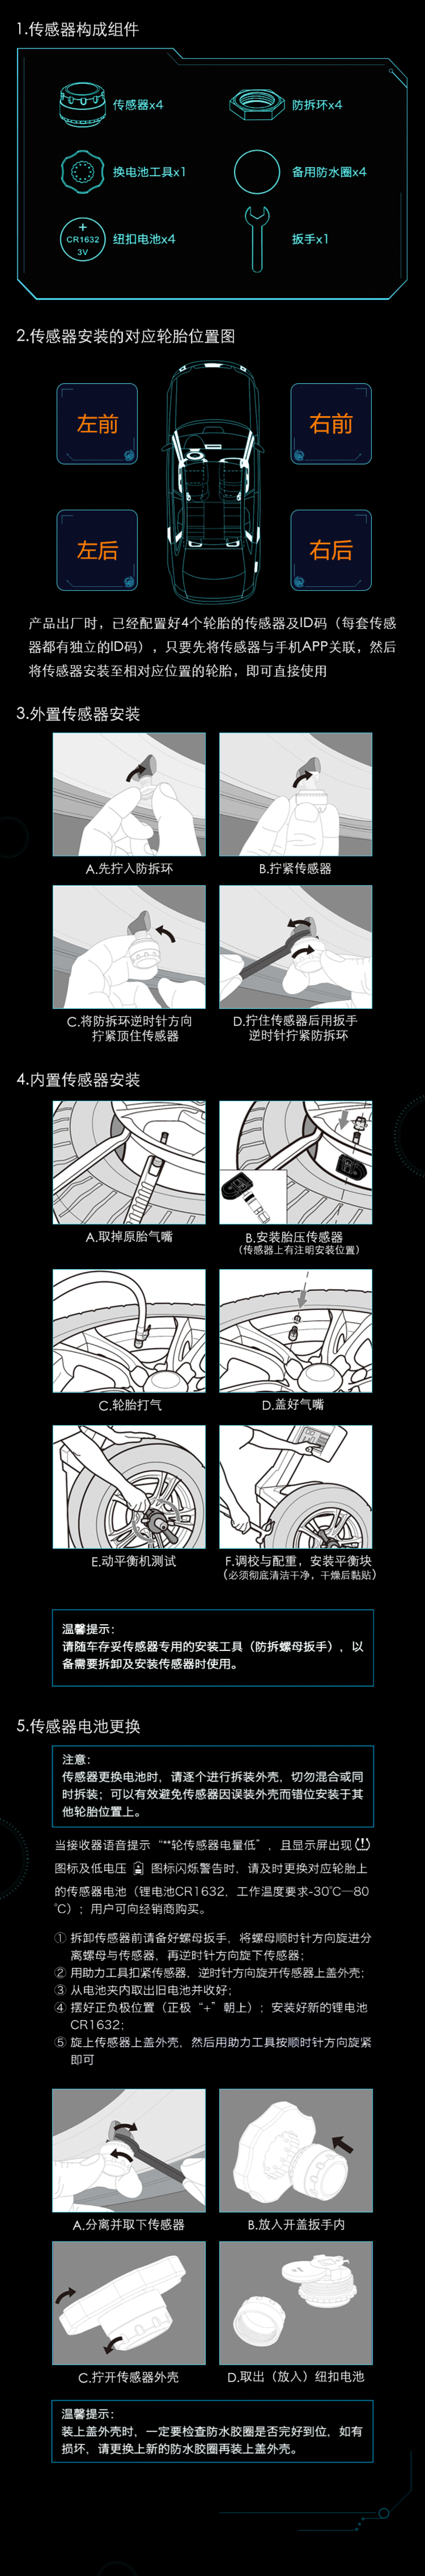 1.传感器构成组件
传感器x4
防拆环x4
换电池工具x1
备用防水圈x4
+
CR1632
3V
纽扣电池x4
扳手x1
2.传感器安装的对应轮胎位置图
左前
右前
左后
右后
产品出厂时，已经配置好4个轮胎的传感器及ID码（每套传感
器都有独立的ID码），只要先将传感器与手机APP关联，然后
将传感器安装至相对应位置的轮胎，即可直接使用
3.外置传感器安装
A.先拧入防拆环
B.拧紧传感器
C.将防拆环逆时针方向
拧紧顶住传感器
D.拧住传感器后用扳手
逆时针拧紧防拆环
4.内置传感器安装
A.取掉原胎气嘴
B.安装胎压传感器
（传感器上有注明安装位置）
C.轮胎打气
D.盖好气嘴
E.动平衡机测试
F.调校与配重，安装平衡块
（必须彻底清洁干净，干燥后黏贴）
温馨提示：
请随车存妥传感器专用的安装工具（防拆螺母扳手），以
备需要拆卸及安装传感器时使用。
5.传感器电池更换
注意：
传感器更换电池时，请逐个进行拆装外壳，切勿混合或同
时拆装；可以有效避免传感器因误装外壳而错位安装于其
他轮胎位置上。
当接收器语音提示“**轮传感器电量低”，且显示屏出现(!)
图标及低电压 图标闪烁警告时，请及时更换对应轮胎上
的传感器电池（锂电池CR1632，工作温度要求-30℃—80
℃）；用户可向经销商购买。
① 拆卸传感器前请备好螺母扳手，将螺母顺时针方向旋进分
离螺母与传感器，再逆时针方向旋下传感器；
② 用助力工具扣紧传感器，逆时针方向旋开传感器上盖外壳；
③ 从电池夹内取出旧电池并收好；
④ 摆好正负极位置（正极“+”朝上）；安装好新的锂电池
CR1632；
⑤ 旋上传感器上盖外壳，然后用助力工具按顺时针方向旋紧
即可
A.分离并取下传感器
B.放入开盖扳手内
C.拧开传感器外壳
D.取出（放入）纽扣电池
温馨提示：
装上盖外壳时，一定要检查防水胶圈是否完好到位，如有
损坏，请更换上新的防水胶圈再装上盖外壳。